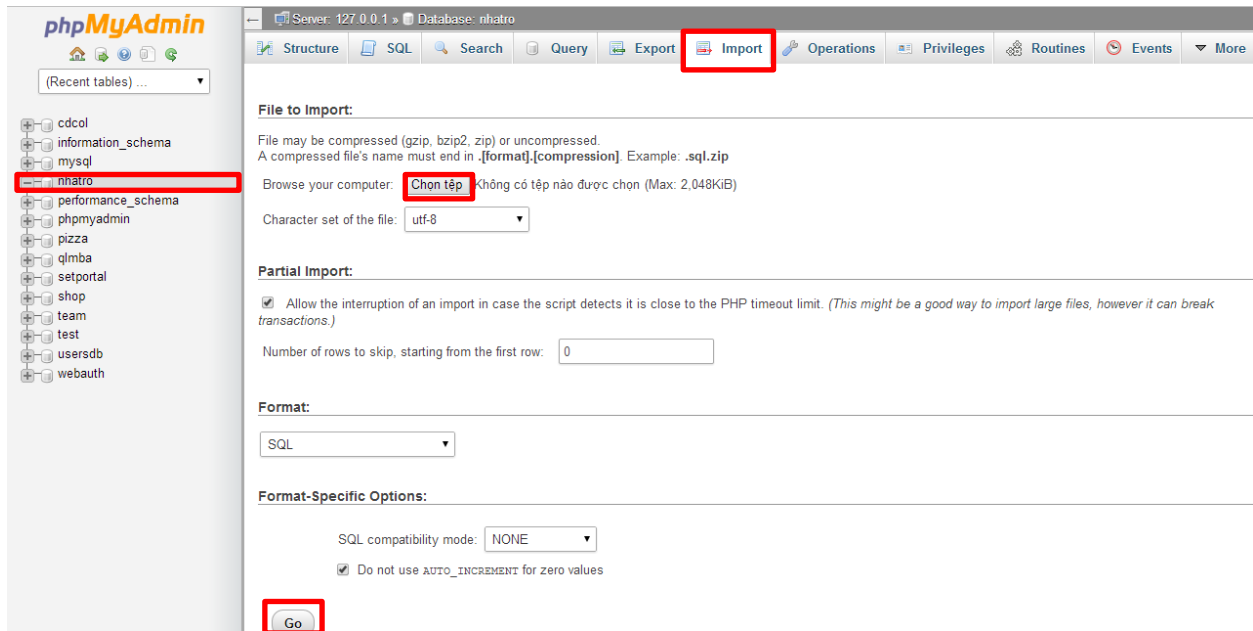 phpMyAdmin
(Recent tables) ...
cdcol
information_schema
mysql
nhatro
performance_schema
phpmyadmin
pizza
qlmba
setportal
shop
team
test
usersdb
webauth
Server: 127.0.0.1 » Database: nhatro
Structure SQL Search Query Export Import Operations Privileges Routines Events More
File to Import:
File may be compressed (gzip, bzip2, zip) or uncompressed.
A compressed file's name must end in .[format].[compression]. Example: .sql.zip
Browse your computer: Chọn tệp Không có tệp nào được chọn (Max: 2,048KiB)
Character set of the file: utf-8
Partial Import:
Allow the interruption of an import in case the script detects it is close to the PHP timeout limit. (This might be a good way to import large files, however it can break
transactions.)
Number of rows to skip, starting from the first row: 0
Format:
SQL
Format-Specific Options:
SQL compatibility mode: NONE
Do not use AUTO_INCREMENT for zero values
Go